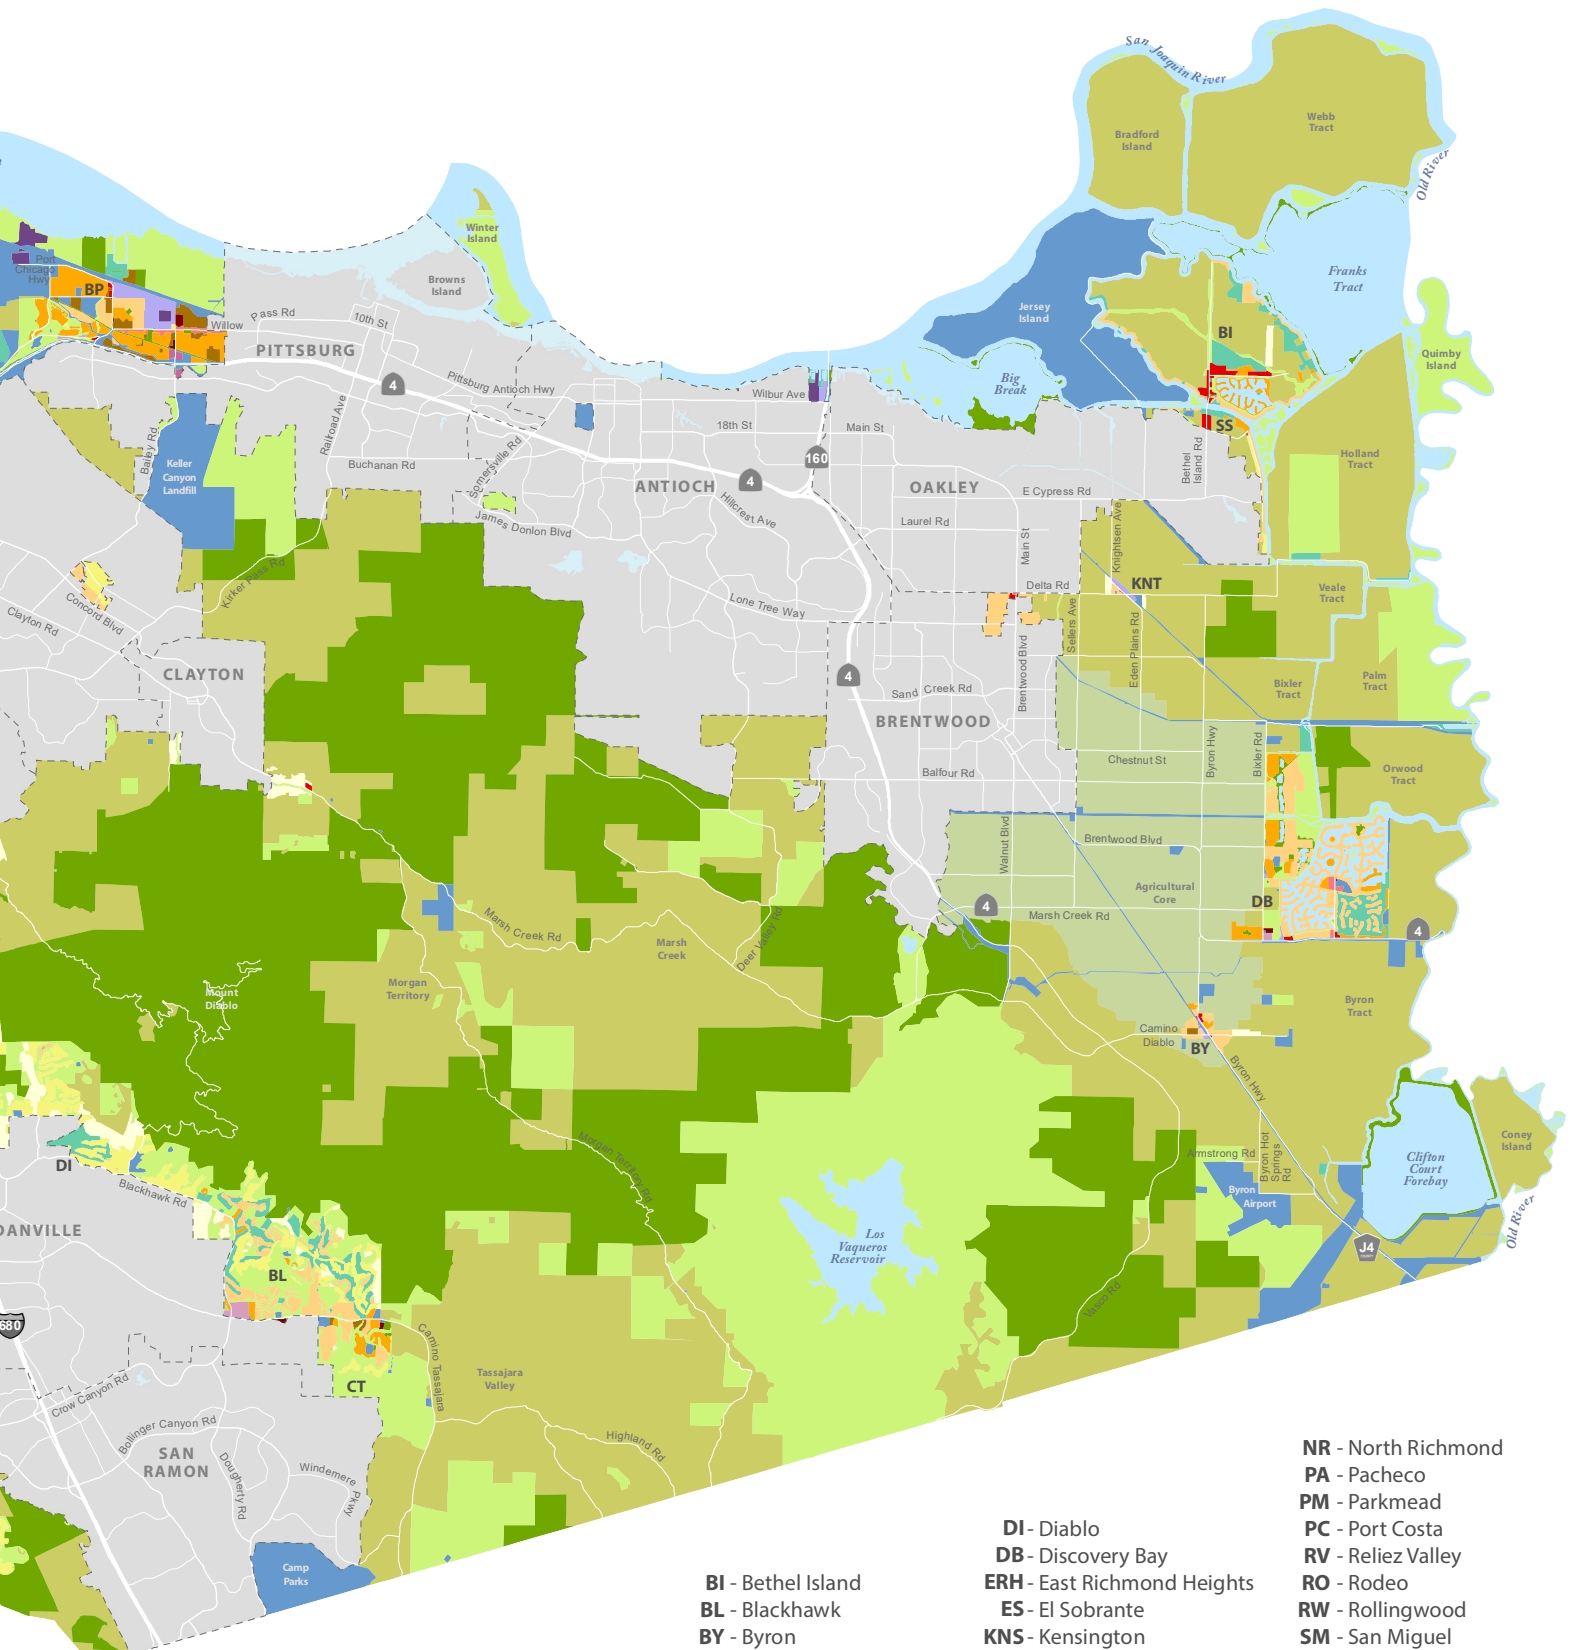 San Joaquin River
Webb
Tract
Bradford
Island
Old River
Winter
Island
Port
Chicago
Hwy
BP
Browns
Island
Franks
Tract
Jersey
Island
BI
Willow
Pass Rd
10th St
PITTSBURG
4
Pittsburg Antioch Hwy
Wilbur Ave
Big
Break
Quimby
Island
Railroad Ave
18th St
Main St
SS
Bailey Rd
Keller
Canyon
Landfill
Buchanan Rd
Somersville Rd
160
Bethel
Island Rd
Holland
Tract
ANTIOCH
4
OAKLEY
E Cypress Rd
Hillcrest Ave
James Donlon Blvd
Laurel Rd
Main St
Knightsen Ave
Kirker Pass Rd
Concord Blvd
Clayton Rd
Lone Tree Way
Delta Rd
KNT
Veale
Tract
Sellers Ave
Eden Plains Rd
Brentwood Blvd
CLAYTON
4
Sand Creek Rd
Bixler
Tract
Palm
Tract
BRENTWOOD
Chestnut St
Byron Hwy
Bixler Rd
Balfour Rd
Orwood
Tract
Walnut Blvd
Brentwood Blvd
Agricultural
Core
DB
4
Marsh Creek Rd
4
Marsh Creek Rd
Marsh
Creek
Deer Valley Rd
Morgan
Territory
Mount
Diablo
Byron
Tract
Camino
Diablo
BY
Byron Hwy
Morgan Territory Rd
DI
Blackhawk Rd
Armstrong Rd
Byron Hot
Springs
Rd
Clifton
Court
Forebay
Coney
Island
Byron
Airport
Old River
DANVILLE
BL
Los
Vaqueros
Reservoir
J4
Vasco Rd
680
Camino Tassajara
Tassajara
Valley
CT
Crow Canyon Rd
Bollinger Canyon Rd
Highland Rd
SAN
RAMON
Dougherty Rd
Windemere
Pkwy
Camp
Parks
BI - Bethel Island
BL - Blackhawk
BY - Byron
DI - Diablo
DB - Discovery Bay
ERH - East Richmond Heights
ES - El Sobrante
KNS - Kensington
NR - North Richmond
PA - Pacheco
PM - Parkmead
PC - Port Costa
RV - Reliez Valley
RO - Rodeo
RW - Rollingwood
SM - San Miguel